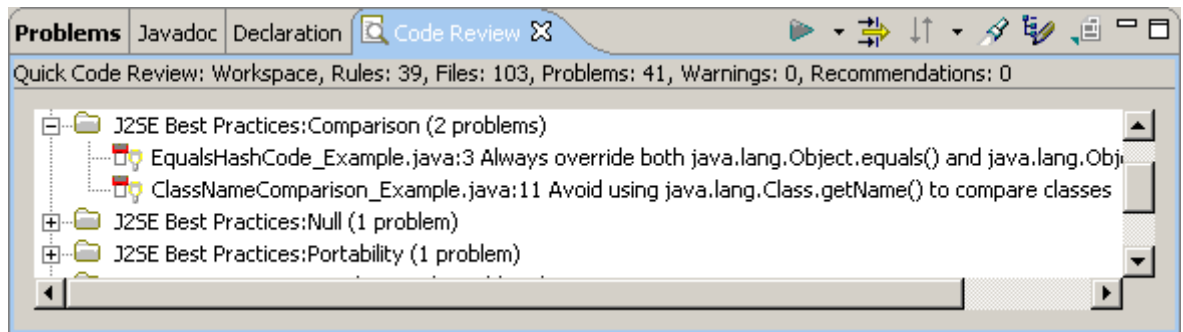 Problems Javadoc Declaration Code Review
Quick Code Review: Workspace, Rules: 39, Files: 103, Problems: 41, Warnings: 0, Recommendations: 0
J2SE Best Practices:Comparison (2 problems)
EqualsHashCode_Example.java:3 Always override both java.lang.Object.equals() and java.lang.Obj
ClassNameComparison_Example.java:11 Avoid using java.lang.Class.getName() to compare classes
J2SE Best Practices:Null (1 problem)
J2SE Best Practices:Portability (1 problem)